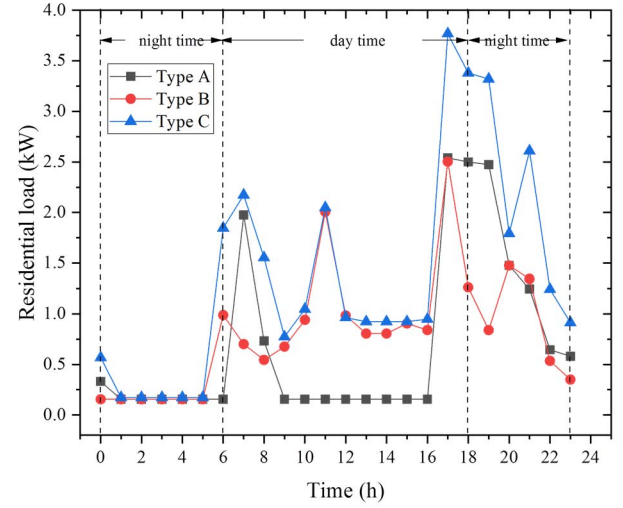 4.0
3.5
3.0
2.5
2.0
1.5
1.0
0.5
0.0
Residential load (kW)
night time
day time
night time
Type A
Type B
Type C
0 2 4 6 8 10 12 14 16 18 20 22 24
Time (h)